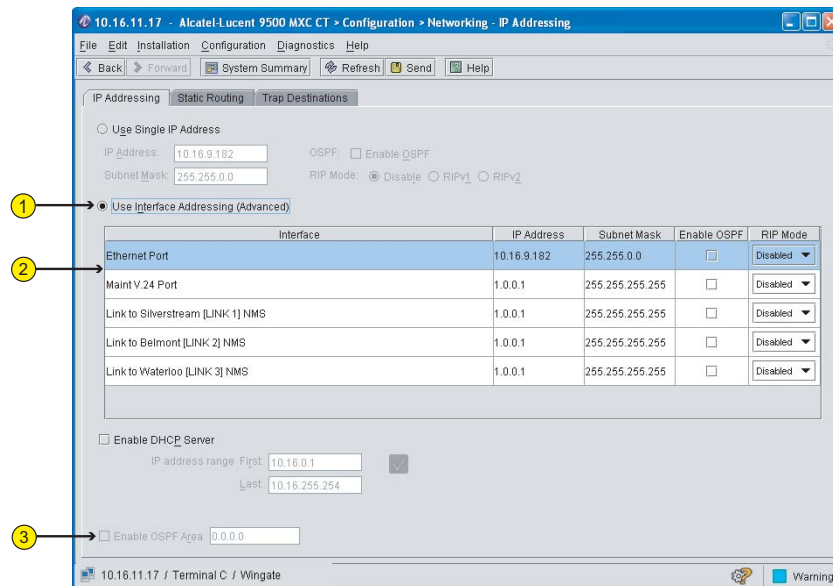 10.16.11.17 - Alcatel-Lucent 9500 MXC CT > Configuration > Networking - IP Addressing
File Edit Installation Configuration Diagnostics Help
Back Forward System Summary Refresh Send Help
IP Addressing Static Routing Trap Destinations
Use Single IP Address
IP Address: 10.16.9.182 OSPF: Enable OSPF
Subnet Mask: 255.255.0.0 RIP Mode: Disable RIPv1 RIPv2
1 Use Interface Addressing (Advanced)
Interface IP Address Subnet Mask Enable OSPF RIP Mode
Ethernet Port 10.16.9.182 255.255.0.0 Disabled
2
Maint V.24 Port 1.0.0.1 255.255.255.255 Disabled
Link to Silverstream [LINK 1] NMS 1.0.0.1 255.255.255.255 Disabled
Link to Belmont [LINK 2] NMS 1.0.0.1 255.255.255.255 Disabled
Link to Waterloo [LINK 3] NMS 1.0.0.1 255.255.255.255 Disabled
Enable DHCP Server
IP address range First 10.16.0.1
Last 10.16.255.254
3 Enable OSPF Area 0.0.0.0
10.16.11.17 / Terminal C / Wingate Warning